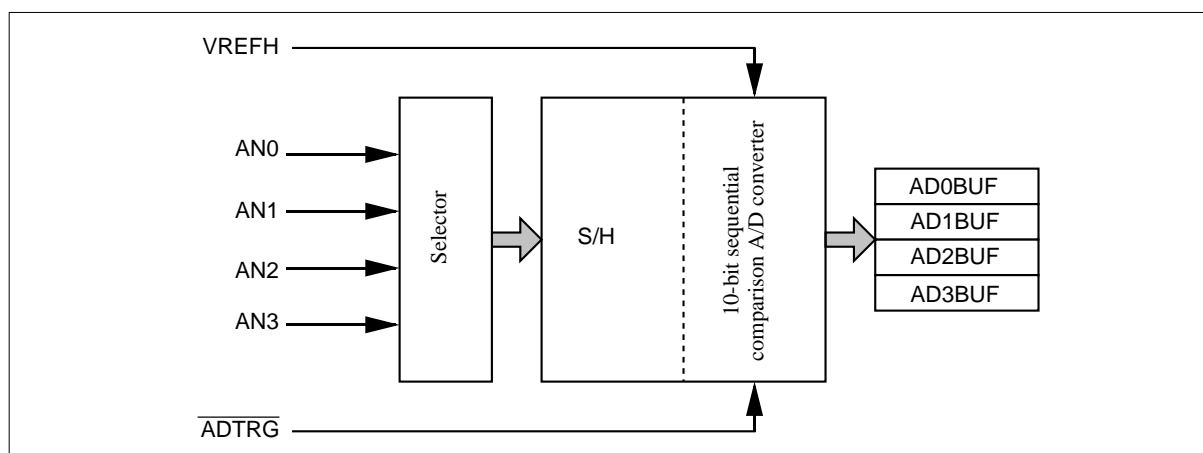 VREFH
AN0
AN1
AN2
AN3
Selector
S/H
10-bit sequential
comparison A/D converter
AD0BUF
AD1BUF
AD2BUF
AD3BUF
ADTRG